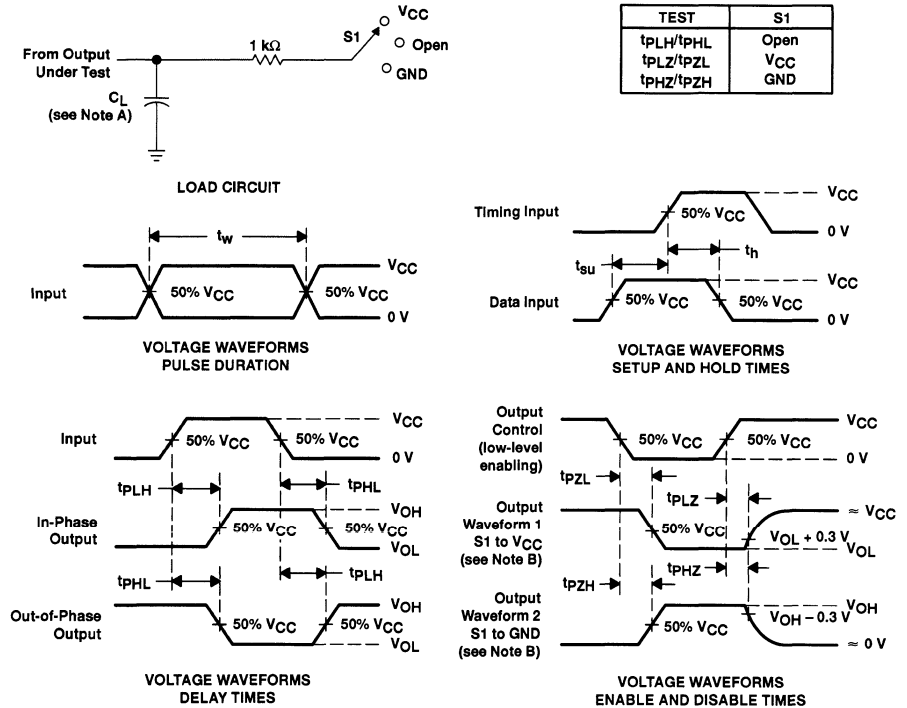 From Output
Under Test
CL
(see Note A)
1 kΩ
S1
VCC
Open
GND
LOAD CIRCUIT
TEST S1
tPLH/tPHL Open
tPLZ/tPZL VCC
tPHZ/tPZH GND
Input
tw
50% VCC
50% VCC
VCC
0 V
VOLTAGE WAVEFORMS
PULSE DURATION
Timing Input
50% VCC
VCC
0 V
tsu
th
Data Input
50% VCC
50% VCC
VCC
0 V
VOLTAGE WAVEFORMS
SETUP AND HOLD TIMES
Input
50% VCC
50% VCC
VCC
0 V
tPLH
tPHL
In-Phase
Output
50% VCC
50% VCC
VOH
VOL
tPHL
tPLH
Out-of-Phase
Output
50% VCC
50% VCC
VOH
VOL
VOLTAGE WAVEFORMS
DELAY TIMES
Output
Control
(low-level
enabling)
50% VCC
50% VCC
VCC
0 V
tPZL
tPLZ
Output
Waveform 1
S1 to VCC
(see Note B)
50% VCC
VOL + 0.3 V
≈ VCC
VOL
tPZH
tPHZ
Output
Waveform 2
S1 to GND
(see Note B)
50% VCC
VOH – 0.3 V
VOH
≈ 0 V
VOLTAGE WAVEFORMS
ENABLE AND DISABLE TIMES